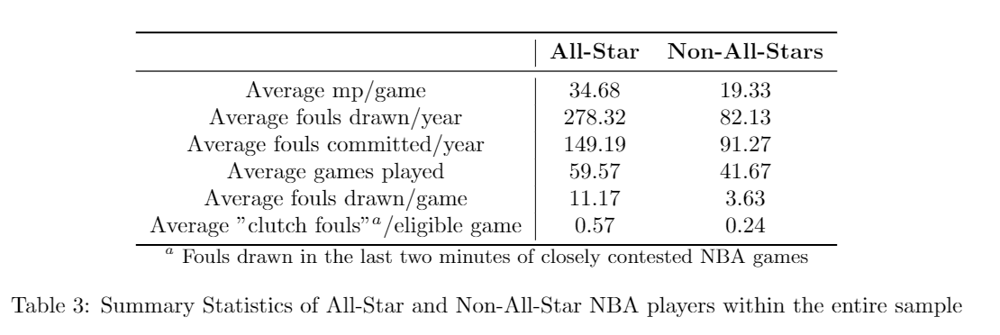 All-Star Non-All-Stars
Average mp/game 34.68 19.33
Average fouls drawn/year 278.32 82.13
Average fouls committed/year 149.19 91.27
Average games played 59.57 41.67
Average fouls drawn/game 11.17 3.63
Average ”clutch fouls”ᵃ/eligible game 0.57 0.24
ᵃ Fouls drawn in the last two minutes of closely contested NBA games
Table 3: Summary Statistics of All-Star and Non-All-Star NBA players within the entire sample